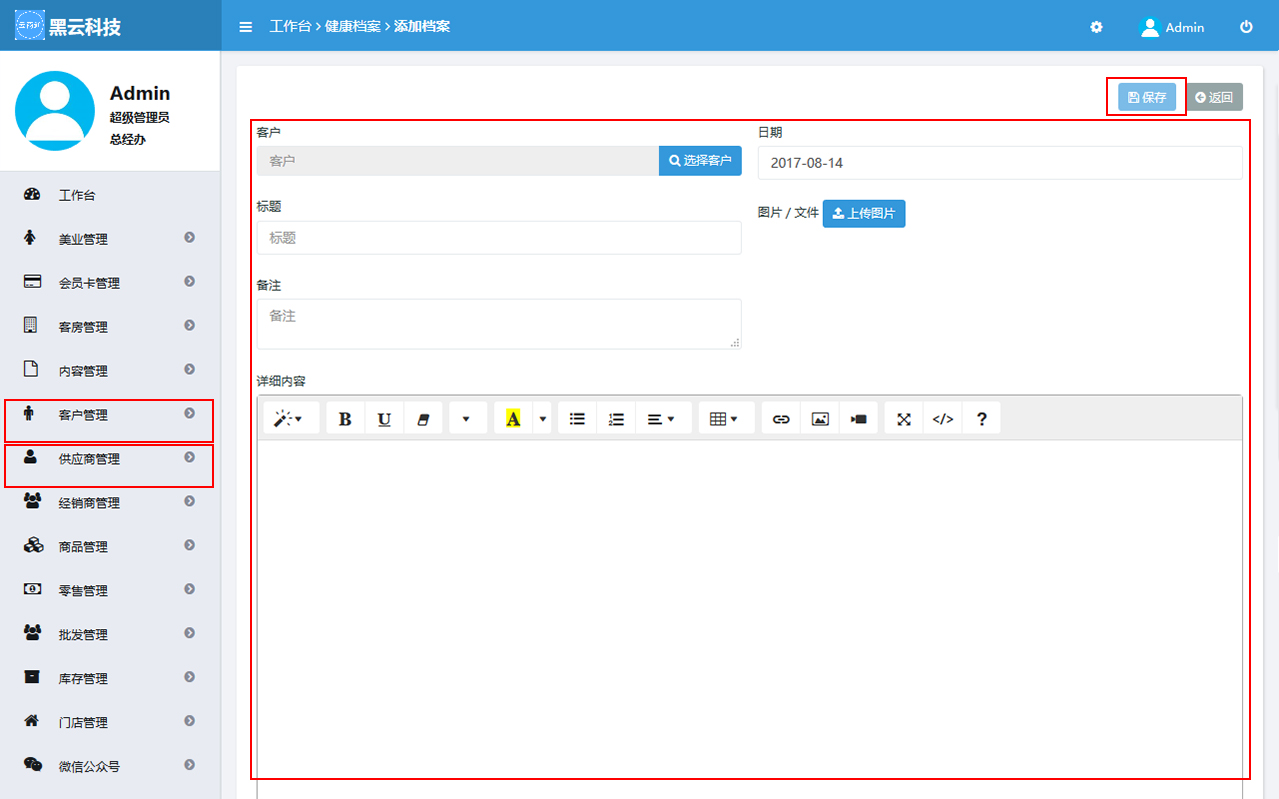 黑云科技
工作台 › 健康档案 › 添加档案
Admin
Admin
超级管理员
总经办
工作台
美业管理
会员卡管理
客房管理
内容管理
客户管理
供应商管理
经销商管理
商品管理
零售管理
批发管理
库存管理
门店管理
微信公众号
保存
返回
客户
客户
选择客户
日期
2017-08-14
标题
标题
图片 / 文件
上传图片
备注
备注
详细内容
B U A </> ?